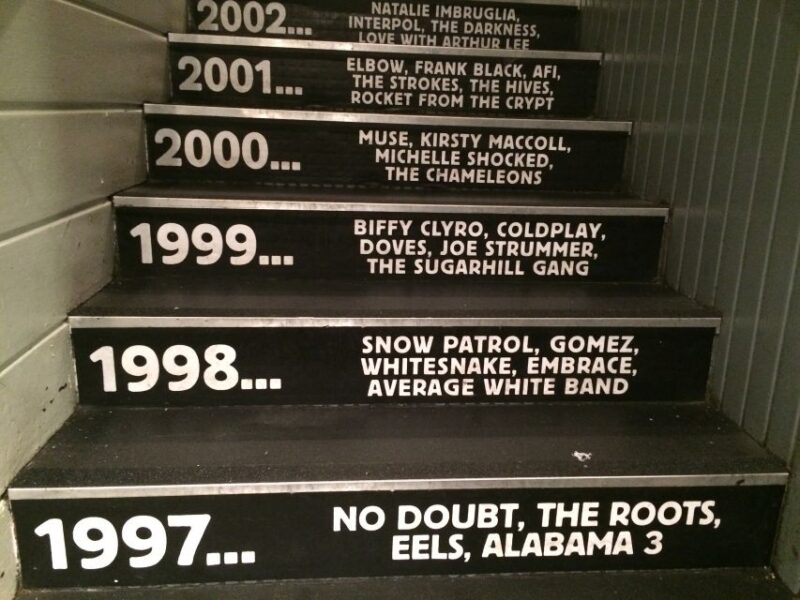 2002...
NATALIE IMBRUGLIA,
INTERPOL, THE DARKNESS,
LOVE WITH ARTHUR LEE
2001...
ELBOW, FRANK BLACK, AFI,
THE STROKES, THE HIVES,
ROCKET FROM THE CRYPT
2000...
MUSE, KIRSTY MACCOLL,
MICHELLE SHOCKED,
THE CHAMELEONS
1999...
BIFFY CLYRO, COLDPLAY,
DOVES, JOE STRUMMER,
THE SUGARHILL GANG
1998...
SNOW PATROL, GOMEZ,
WHITESNAKE, EMBRACE,
AVERAGE WHITE BAND
1997...
NO DOUBT, THE ROOTS,
EELS, ALABAMA 3